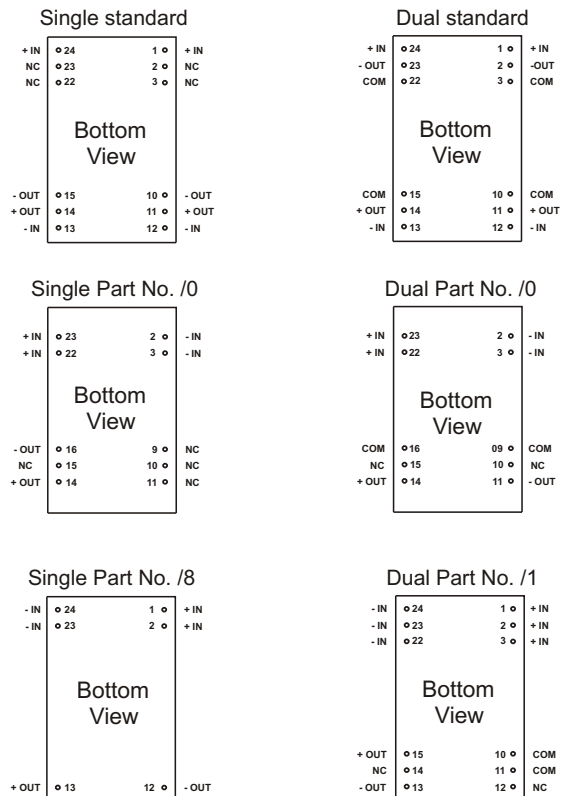 Single standard
+ IN 24 1 + IN
NC 23 2 NC
NC 22 3 NC
Bottom
View
- OUT 15 10 - OUT
+ OUT 14 11 + OUT
- IN 13 12 - IN
Dual standard
+ IN 24 1 + IN
- OUT 23 2 -OUT
COM 22 3 COM
Bottom
View
COM 15 10 COM
+ OUT 14 11 + OUT
- IN 13 12 - IN
Single Part No. /0
+ IN 23 2 - IN
+ IN 22 3 - IN
Bottom
View
- OUT 16 9 NC
NC 15 10 NC
+ OUT 14 11 NC
Dual Part No. /0
+ IN 23 2 - IN
+ IN 22 3 - IN
Bottom
View
COM 16 09 COM
NC 15 10 NC
+ OUT 14 11 - OUT
Single Part No. /8
- IN 24 1 + IN
- IN 23 2 + IN
Bottom
View
+ OUT 13 12 - OUT
Dual Part No. /1
- IN 24 1 + IN
- IN 23 2 + IN
- IN 22 3 + IN
Bottom
View
+ OUT 15 10 COM
NC 14 11 COM
- OUT 13 12 NC